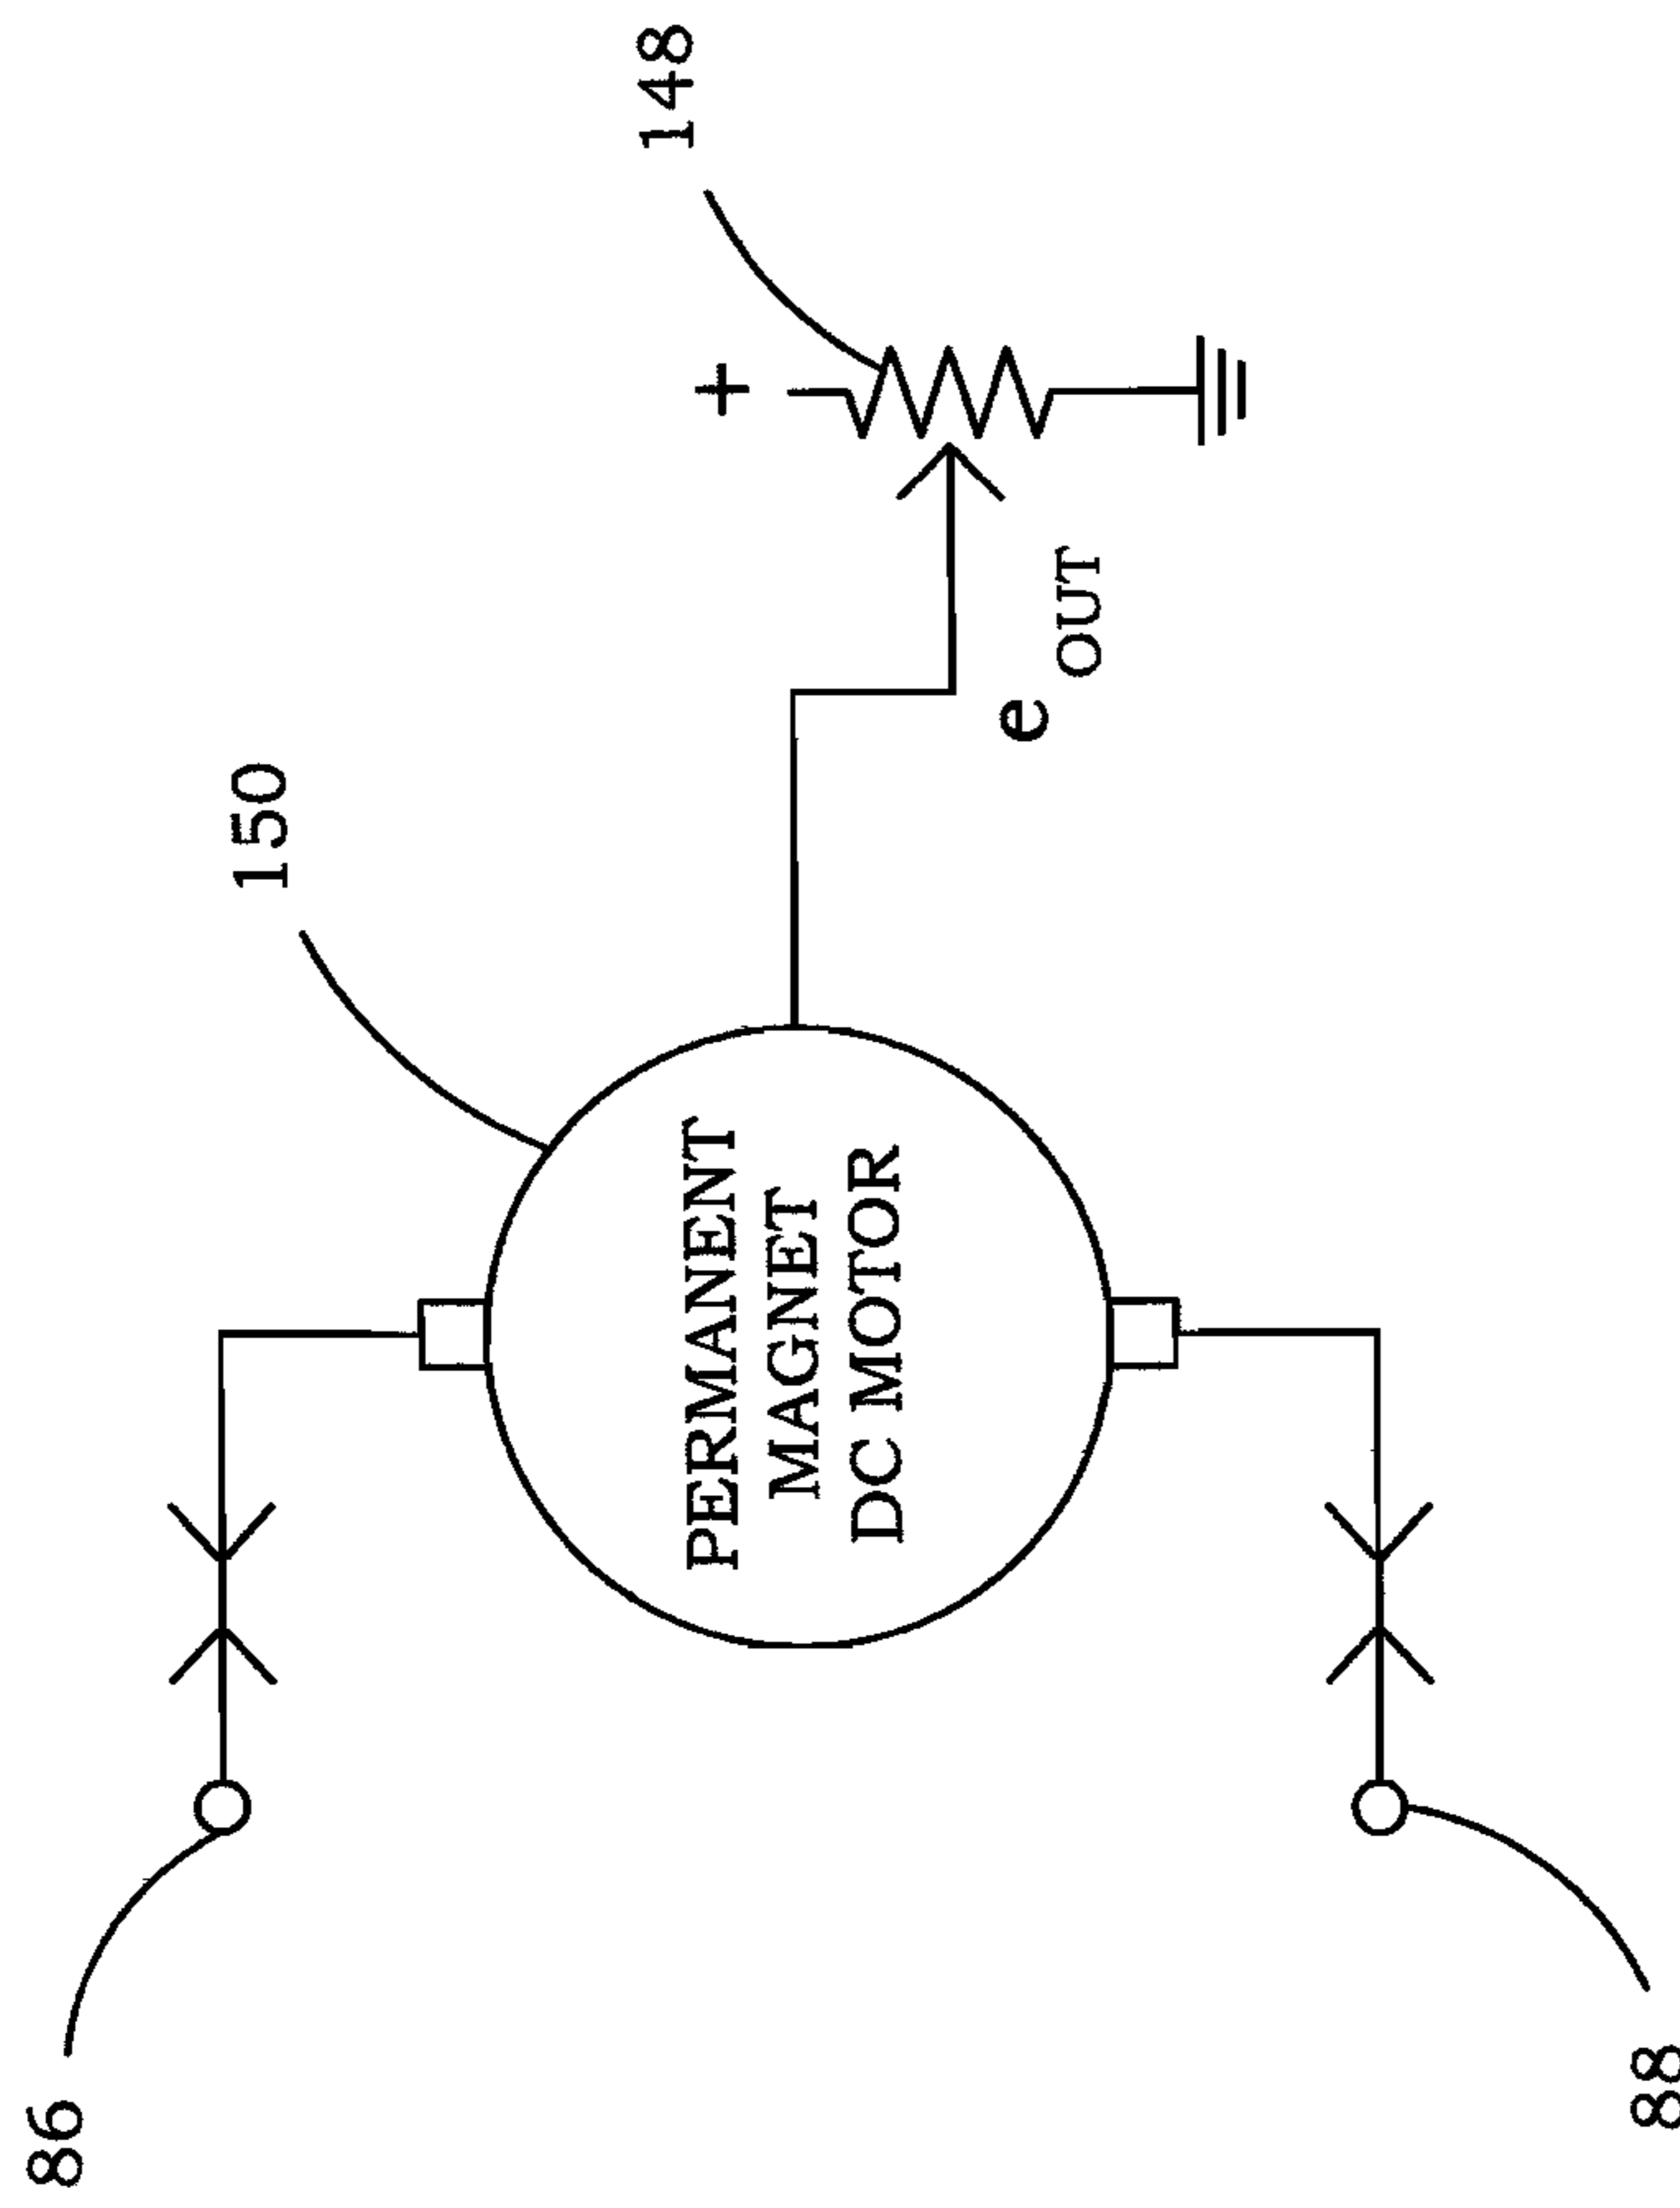 86
150
148
+
PERMANENT
MAGNET
DC MOTOR
e OUT
88